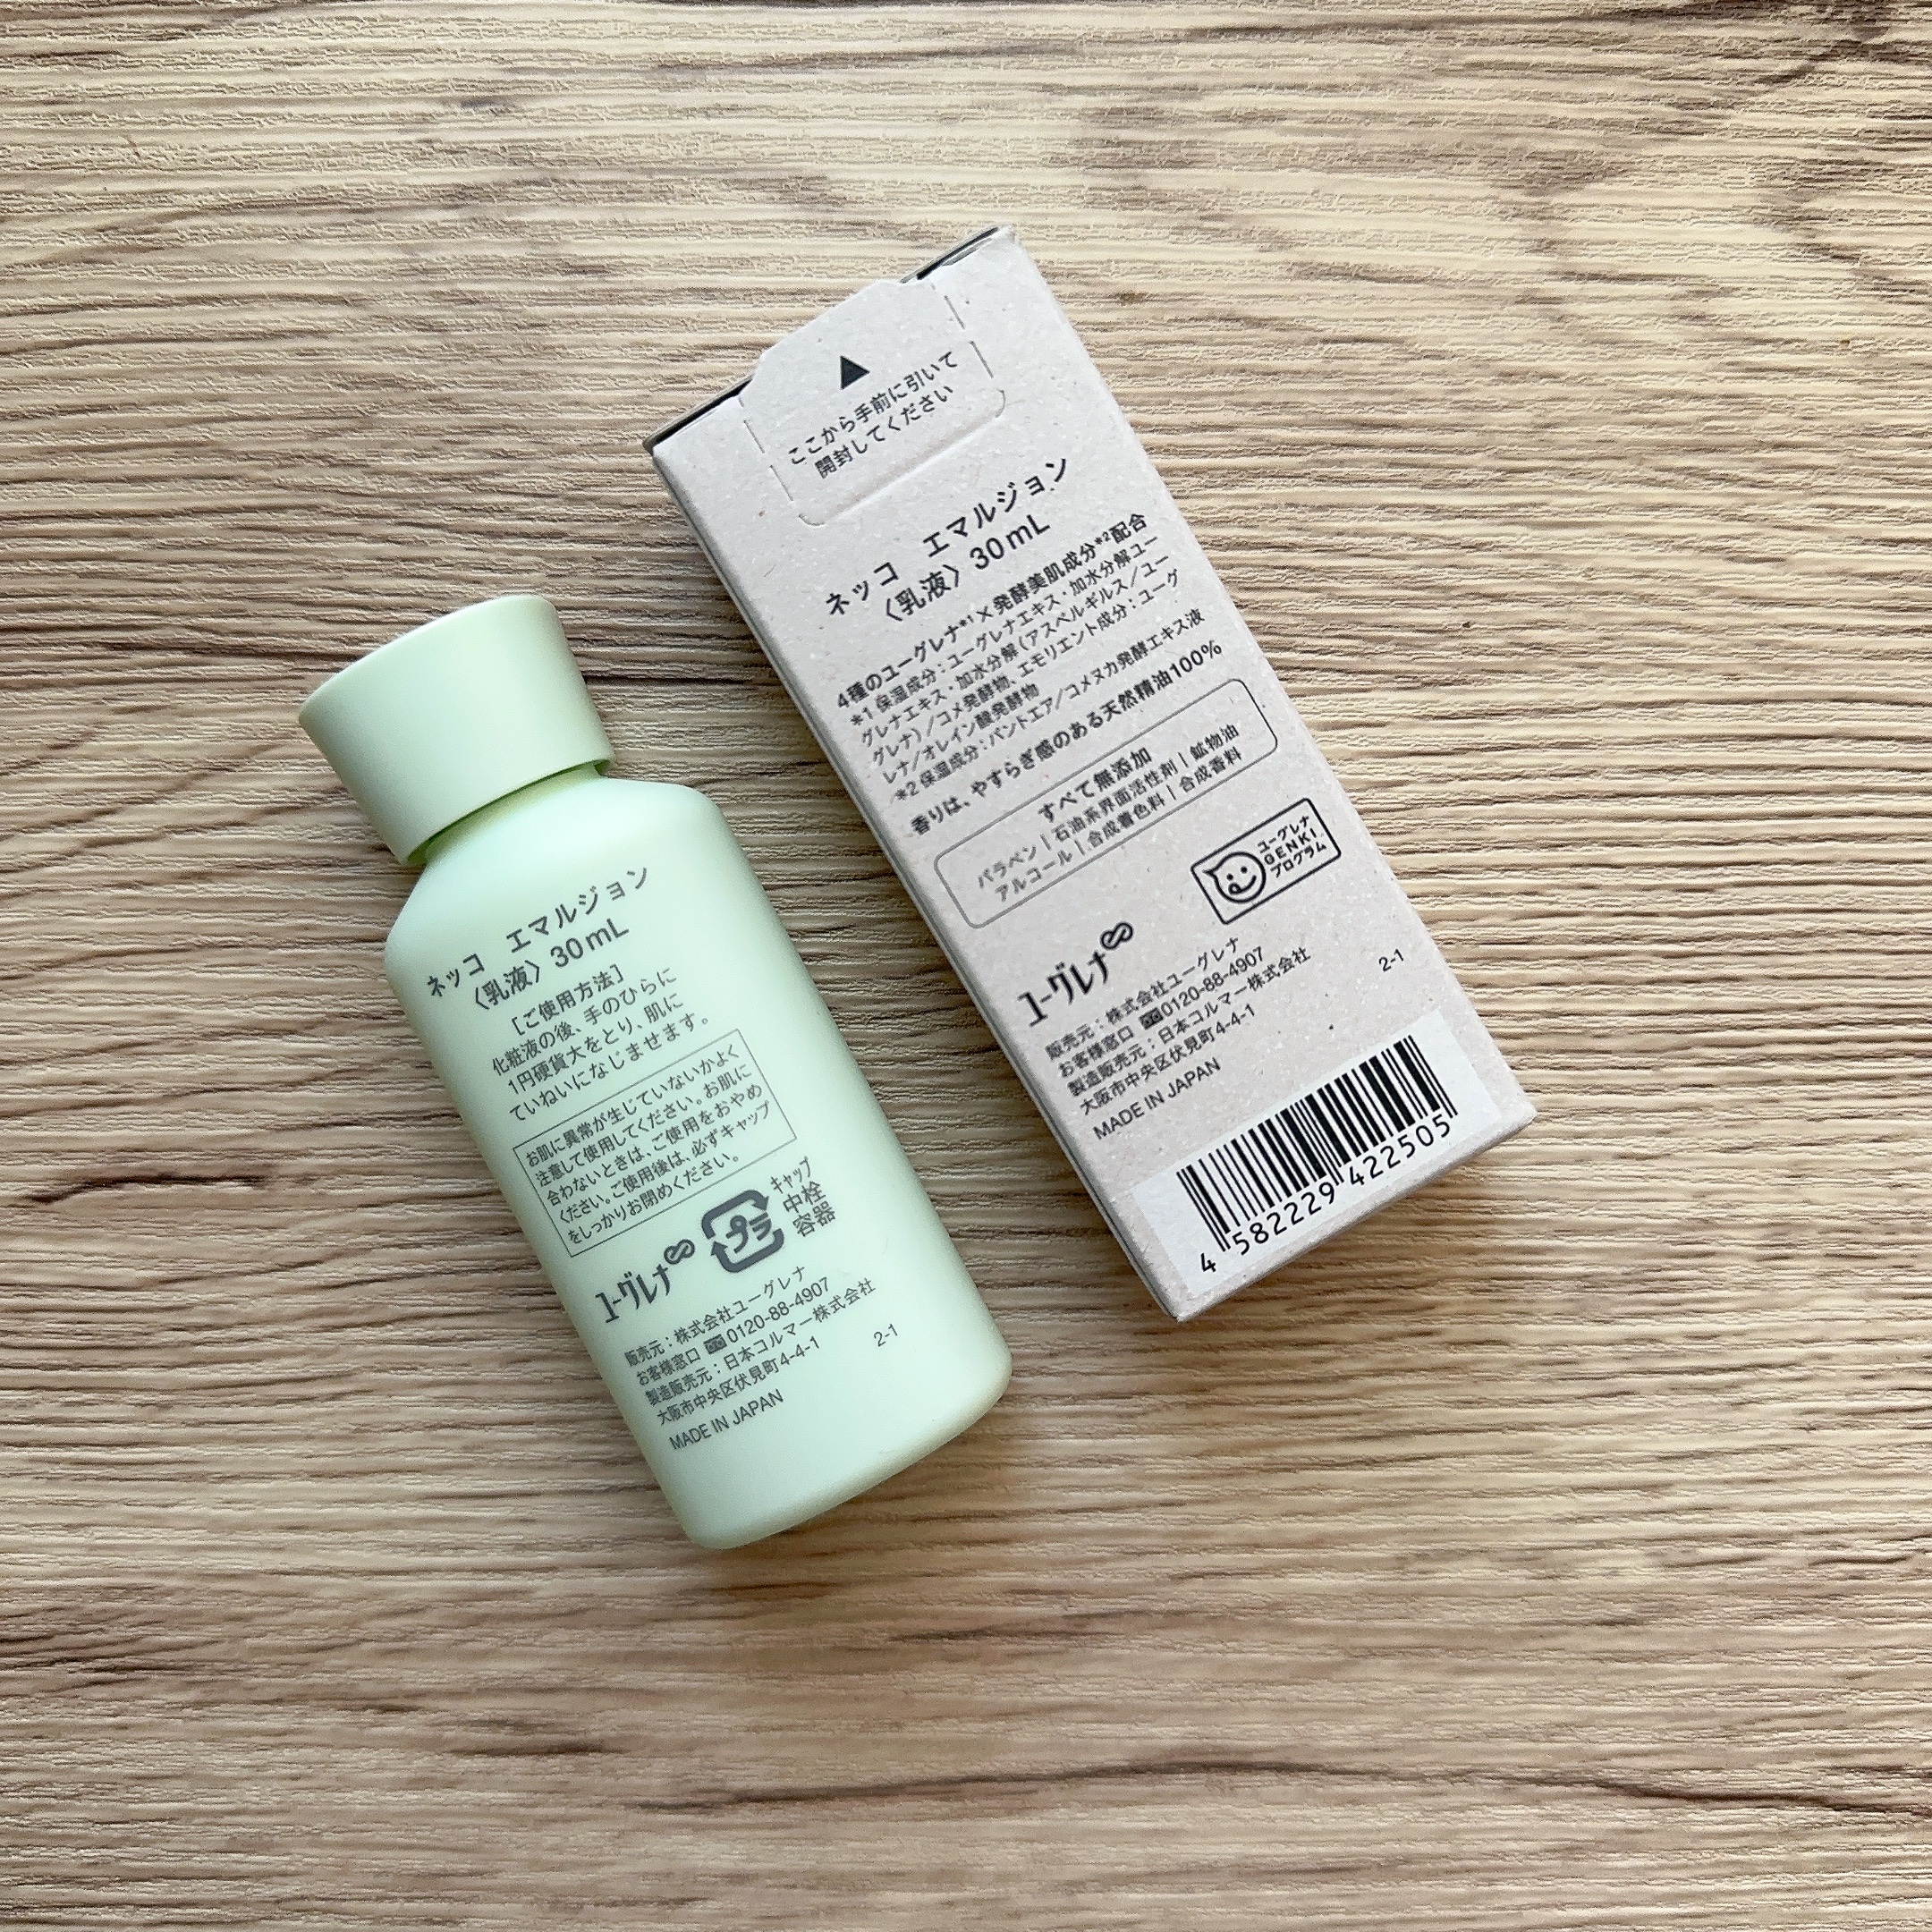 ネッコ エマルジョン
〈乳液〉30mL
[ご使用方法]
化粧液の後、手のひらに
1円硬貨大をとり、肌に
ていねいになじませます。
お肌に異常が生じていないかよく
注意して使用してください。お肌に
合わないときは、ご使用をおやめ
ください。ご使用後は、必ずキャップ
をしっかりお閉めください。
ユーグレナ
プラ
キャップ
中栓
容器
販売元：株式会社ユーグレナ
お客様窓口 0120-88-4907
製造販売元：日本コルマー株式会社
大阪市中央区伏見町4-4-1
MADE IN JAPAN
2-1
▲
ここから手前に引いて
開封してください
ネッコ エマルジョン
〈乳液〉30mL
4種のユーグレナ*1×発酵美肌成分*2配合
*1 保湿成分：ユーグレナエキス・加水分解ユー
グレナエキス・加水分解(アスペルギルス／ユー
グレナ)／コメ発酵物、エモリエント成分：ユーグ
レナ／オレイン酸発酵物
*2 保湿成分：パントエア／コメヌカ発酵エキス液
香りは、やすらぎ感のある天然精油100%
すべて無添加
パラベン｜石油系界面活性剤｜鉱物油
アルコール｜合成着色料｜合成香料
ユーグレナ
GENKI
プログラム
ユーグレナ
販売元：株式会社ユーグレナ
お客様窓口 0120-88-4907
製造販売元：日本コルマー株式会社
大阪市中央区伏見町4-4-1
MADE IN JAPAN
2-1
4 582229 422505